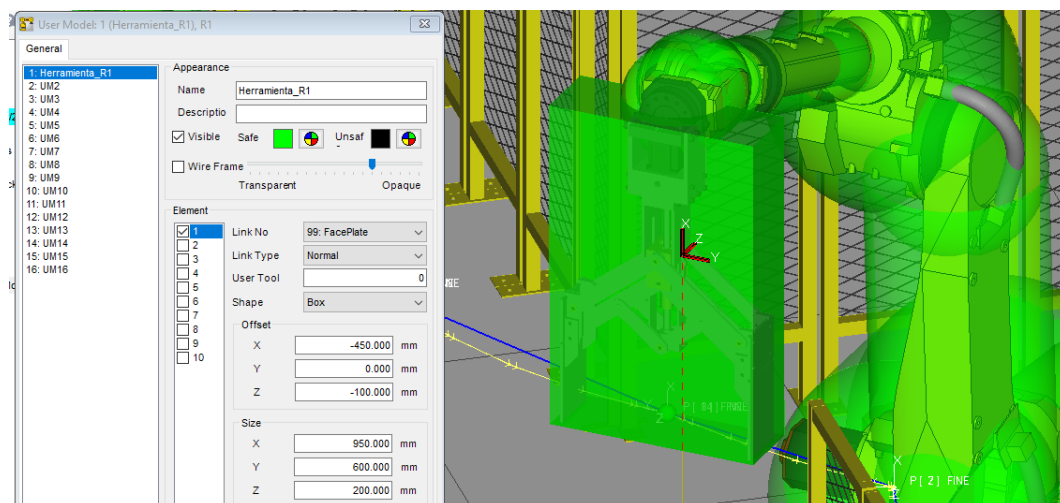 User Model: 1 (Herramienta_R1), R1
General
1: Herramienta_R1
2: UM2
3: UM3
4: UM4
5: UM5
6: UM6
7: UM7
8: UM8
9: UM9
10: UM10
11: UM11
12: UM12
13: UM13
14: UM14
15: UM15
16: UM16
Appearance
Name Herramienta_R1
Descriptio
Visible Safe Unsaf
Wire Frame
Transparent Opaque
Element
1
2
3
4
5
6
7
8
9
10
Link No 99: FacePlate
Link Type Normal
User Tool 0
Shape Box
Offset
X -450.000 mm
Y 0.000 mm
Z -100.000 mm
Size
X 950.000 mm
Y 600.000 mm
Z 200.000 mm
X
Z
Y
X
Z
X
P[ 2] FINE